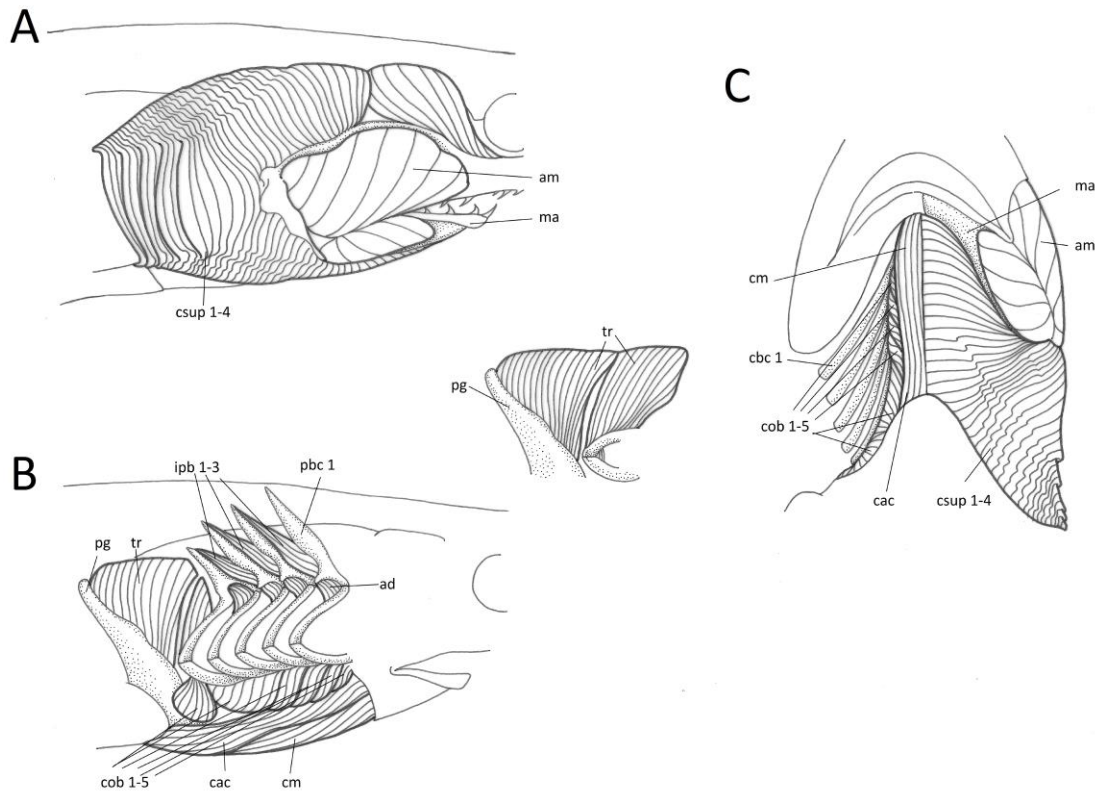 A
am
ma
csup 1-4
C
ma
am
cm
cbc 1
cob 1-5
cac
csup 1-4
tr
pg
B
ipb 1-3
pbc 1
pg
tr
ad
cob 1-5
cac
cm